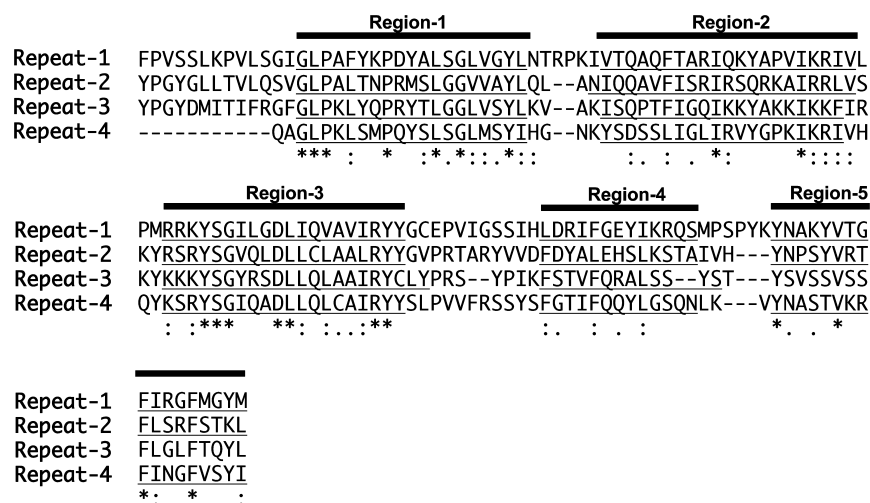 Region-1 Region-2
Repeat-1 FPVSSLKPVLSGIGLPAFYKPDYALSGLVGYLNTRPKIVTQAQFTARIQKYAPVIKRIVL
Repeat-2 YPGYGLLTVLQSVGLPALTNPRMSLGGVVAYLQL--ANIQQAVFISRIRSQRKAIRRLVS
Repeat-3 YPGYDMITIFRGFGLPKLYQPRYTLGGLVSYLKV--AKISQPTFIGQIKKYAKKIKKFIR
Repeat-4 -----------QAGLPKLSMPQYSLSGLMSYIHG--NKYSDSSLIGLIRVYGPKIKRIVH
***: * :*:*::.*:: :. : .*: *::::
Region-3 Region-4 Region-5
Repeat-1 PMRRKYSGILGDLIQVAVIRYYGCEPVIGSSIHLDRIFGEYIKRQSMPSPYKYNAKYVTG
Repeat-2 KYRSRYSGVQLDLLCLAALRYYGVPRTARYVVDFDYALEHSLKSTAIVH---YNPSYVRT
Repeat-3 KYKKKYSGYRSDLLQLAAIRYCLYPRS--YPIKFSTVFQRALSS--YST---YSVSSVSS
Repeat-4 QYKSRYSGIQADLLQLCAIRYYSLPVVFRSSYSFGTIFQQYLGSQNLK---VYNASTVKR
: :*** **: :..:** :. : . : *. . *
Repeat-1 FIRGFMGYM
Repeat-2 FLSRFSTKL
Repeat-3 FLGLFTQYL
Repeat-4 FINGFVSYI
*: * :